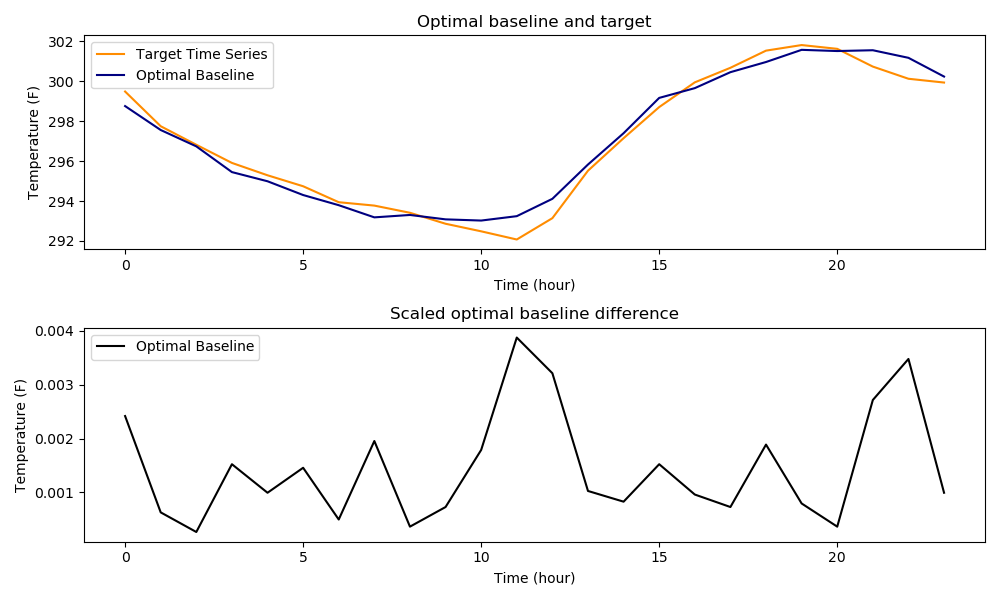 Optimal baseline and target
302
300
298
296
294
292
Temperature (F)
Target Time Series
Optimal Baseline
0 5 10 15 20
Time (hour)
Scaled optimal baseline difference
0.004
0.003
0.002
0.001
Temperature (F)
Optimal Baseline
0 5 10 15 20
Time (hour)